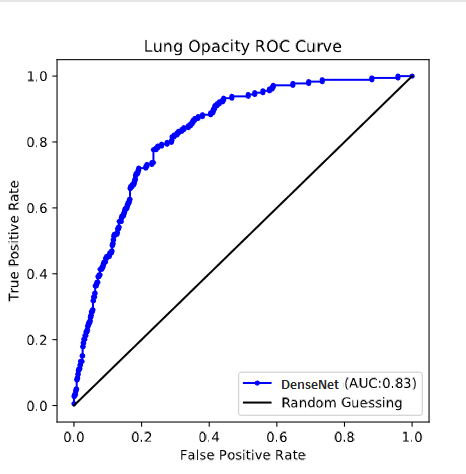 Lung Opacity ROC Curve
1.0
0.8
0.6
0.4
0.2
0.0
True Positive Rate
0.0 0.2 0.4 0.6 0.8 1.0
False Positive Rate
DenseNet (AUC:0.83)
Random Guessing